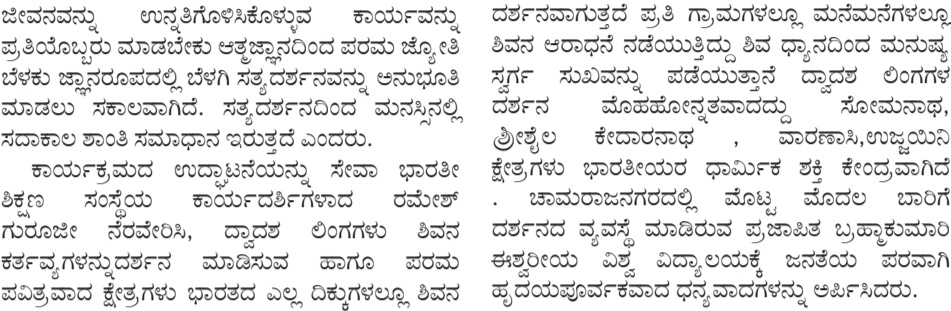 ಜೀವನವನ್ನು ಉನ್ನತಿಗೊಳಿಸಿಕೊಳ್ಳುವ ಕಾರ್ಯವನ್ನು
ಪ್ರತಿಯೊಬ್ಬರು ಮಾಡಬೇಕು ಆತ್ಮಜ್ಞಾನದಿಂದ ಪರಮ ಜ್ಯೋತಿ
ಬೆಳಕು ಜ್ಞಾನರೂಪದಲ್ಲಿ ಬೆಳಗಿ ಸತ್ಯದರ್ಶನವನ್ನು ಅನುಭೂತಿ
ಮಾಡಲು ಸಕಾಲವಾಗಿದೆ. ಸತ್ಯದರ್ಶನದಿಂದ ಮನಸ್ಸಿನಲ್ಲಿ
ಸದಾಕಾಲ ಶಾಂತಿ ಸಮಾಧಾನ ಇರುತ್ತದೆ ಎಂದರು.
ಕಾರ್ಯಕ್ರಮದ ಉದ್ಘಾಟನೆಯನ್ನು ಸೇವಾ ಭಾರತೀ
ಶಿಕ್ಷಣ ಸಂಸ್ಥೆಯ ಕಾರ್ಯದರ್ಶಿಗಳಾದ ರಮೇಶ್
ಗುರೂಜೀ ನೆರವೇರಿಸಿ, ದ್ವಾದಶ ಲಿಂಗಗಳು ಶಿವನ
ಕರ್ತವ್ಯಗಳನ್ನುದರ್ಶನ ಮಾಡಿಸುವ ಹಾಗೂ ಪರಮ
ಪವಿತ್ರವಾದ ಕ್ಷೇತ್ರಗಳು ಭಾರತದ ಎಲ್ಲ ದಿಕ್ಕುಗಳಲ್ಲೂ ಶಿವನ
ದರ್ಶನವಾಗುತ್ತದೆ ಪ್ರತಿ ಗ್ರಾಮಗಳಲ್ಲೂ ಮನೆಮನೆಗಳಲ್ಲೂ
ಶಿವನ ಆರಾಧನೆ ನಡೆಯುತ್ತಿದ್ದು ಶಿವ ಧ್ಯಾನದಿಂದ ಮನುಷ್ಯ
ಸ್ವರ್ಗ ಸುಖವನ್ನು ಪಡೆಯುತ್ತಾನೆ ದ್ವಾದಶ ಲಿಂಗಗಳ
ದರ್ಶನ ಮೊಹಹೋನ್ನತವಾದದ್ದು ಸೋಮನಾಥ,
ಶ್ರೀಶೈಲ ಕೇದಾರನಾಥ , ವಾರಣಾಸಿ,ಉಜ್ಜಯಿನಿ
ಕ್ಷೇತ್ರಗಳು ಭಾರತೀಯರ ಧಾರ್ಮಿಕ ಶಕ್ತಿ ಕೇಂದ್ರವಾಗಿದೆ
. ಚಾಮರಾಜನಗರದಲ್ಲಿ ಮೊಟ್ಟ ಮೊದಲ ಬಾರಿಗೆ
ದರ್ಶನದ ವ್ಯವಸ್ಥೆ ಮಾಡಿರುವ ಪ್ರಜಾಪಿತ ಬ್ರಹ್ಮಾಕುಮಾರಿ
ಈಶ್ವರೀಯ ವಿಶ್ವ ವಿದ್ಯಾಲಯಕ್ಕೆ ಜನತೆಯ ಪರವಾಗಿ
ಹೃದಯಪೂರ್ವಕವಾದ ಧನ್ಯವಾದಗಳನ್ನು ಅರ್ಪಿಸಿದರು.